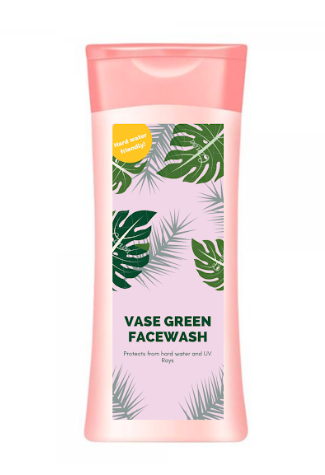 Hard water
friendly!
VASE GREEN
FACEWASH
Protects from hard water and UV
Rays